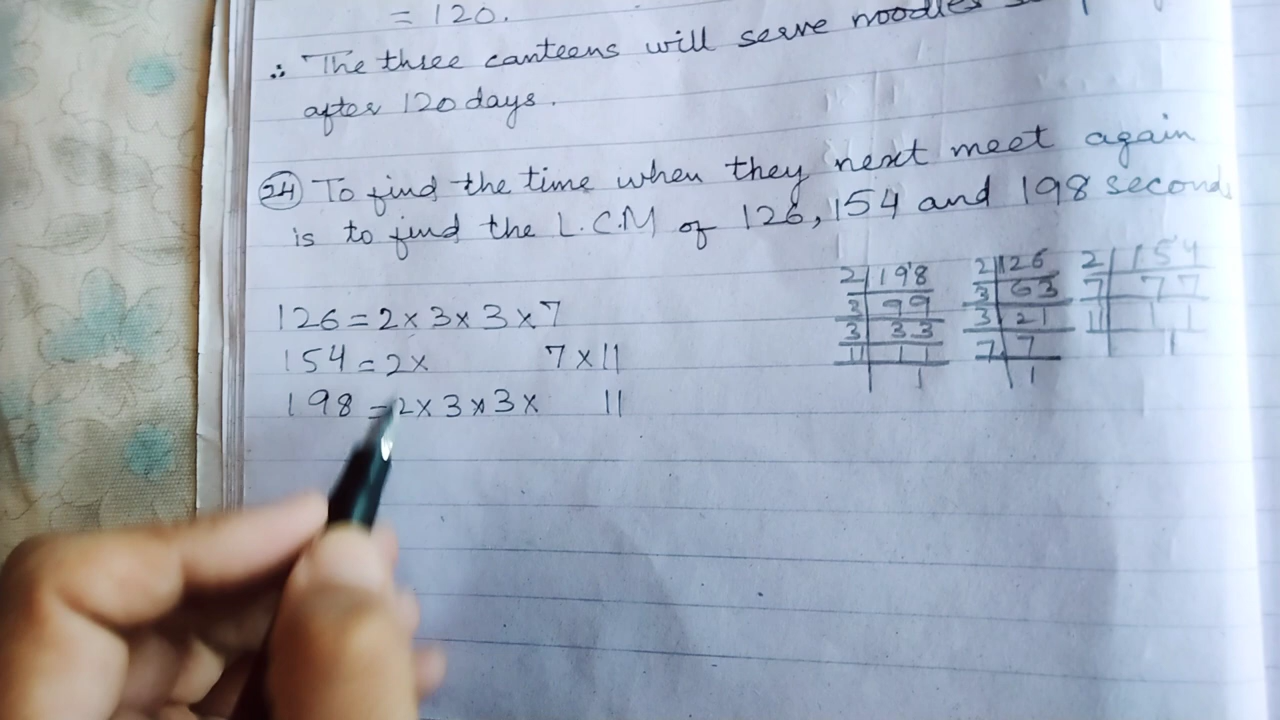 = 120.
∴ The three canteens will serve noodles
after 120 days.
24 To find the time when they next meet again
is to find the L.C.M of 126, 154 and 198 seconds
126 = 2 × 3 × 3 × 7
154 = 2 × 7 × 11
198 = 2 × 3 × 3 × 11
2 198
3 99
3 33
11 11
1
2 126
3 63
3 21
7 7
1
2 154
7 77
11 11
1